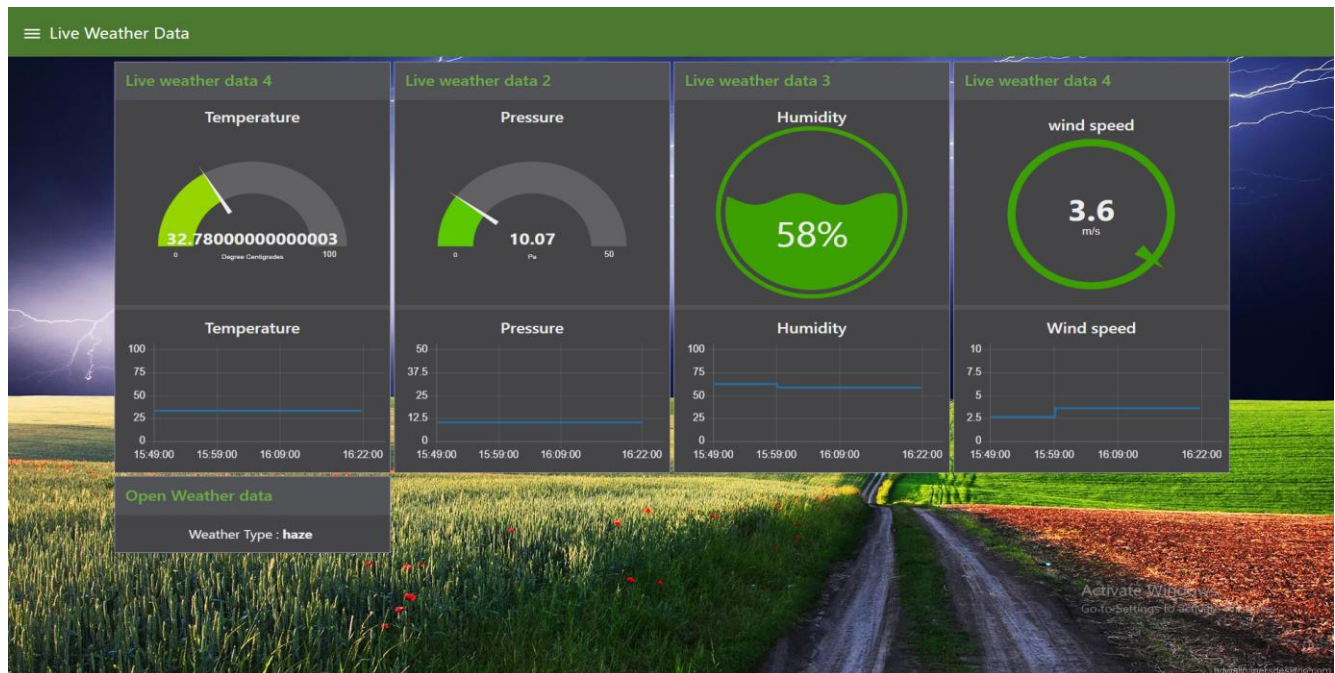 Live Weather Data
Live weather data 4
Temperature
32.78000000000003
0 Degree Centigrades 100
Temperature
100
75
50
25
0
15:49:00 15:59:00 16:09:00 16:22:00
Live weather data 2
Pressure
10.07
0 Pa 50
Pressure
50
37.5
25
12.5
0
15:49:00 15:59:00 16:09:00 16:22:00
Live weather data 3
Humidity
58%
Humidity
100
75
50
25
0
15:49:00 15:59:00 16:09:00 16:22:00
Live weather data 4
wind speed
3.6
m/s
Wind speed
10
7.5
5
2.5
0
15:49:00 15:59:00 16:09:00 16:22:00
Open Weather data
Weather Type : haze
Activate Windows
Go to Settings to activate